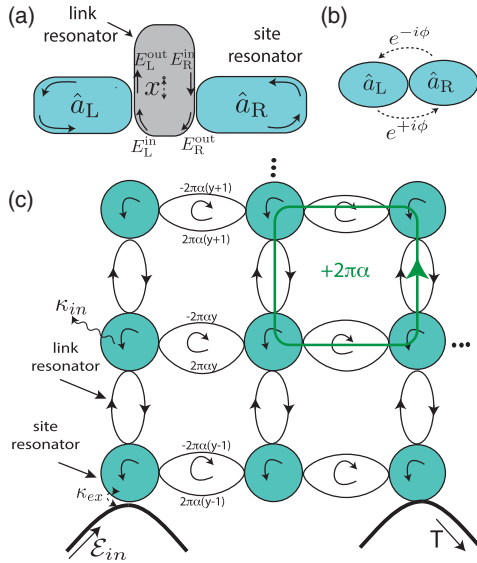 (a) link resonator site resonator
E_L^out E_R^in
â_L x â_R
E_L^in E_R^out
(b) e^{-iϕ}
â_L â_R
e^{+iϕ}
(c)
-2πα(y+1)
2πα(y+1)
+2πα
κ_in
-2παy
2παy
link resonator
site resonator
-2πα(y-1)
2πα(y-1)
κ_ex
ℰ_in
T